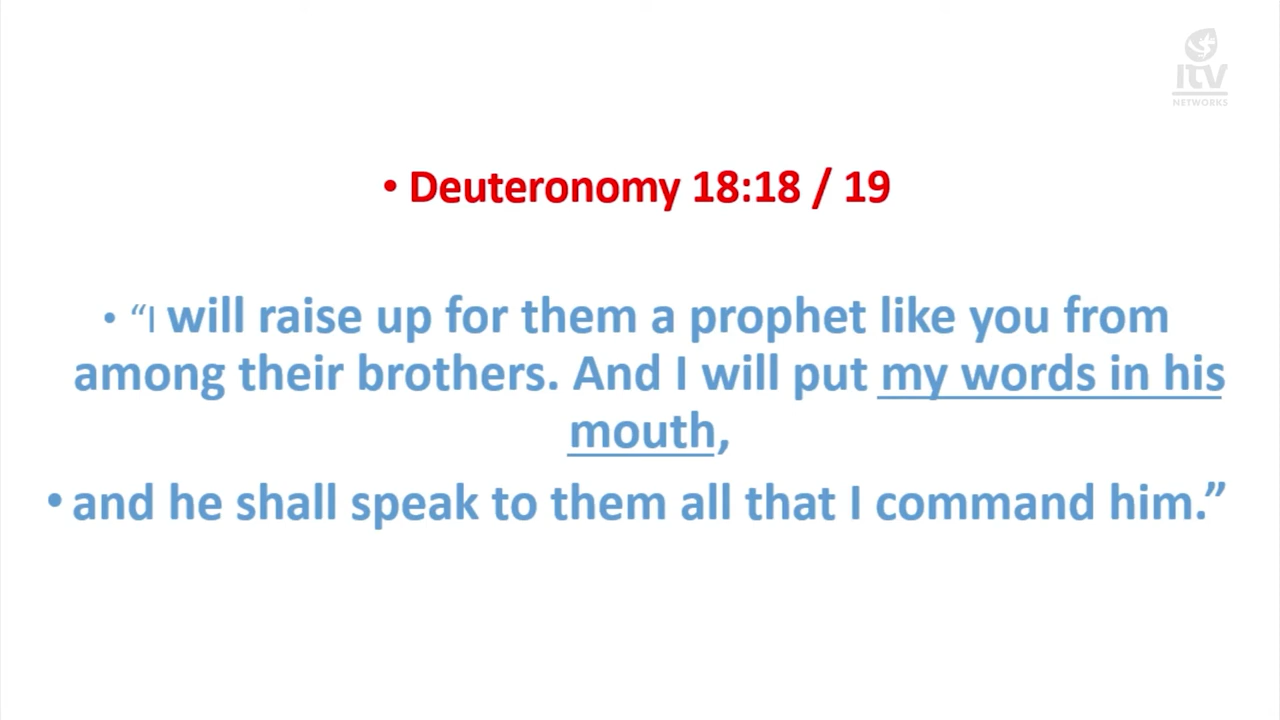 ITV
NETWORKS
• Deuteronomy 18:18 / 19
• “I will raise up for them a prophet like you from
among their brothers. And I will put my words in his
mouth,
• and he shall speak to them all that I command him.”